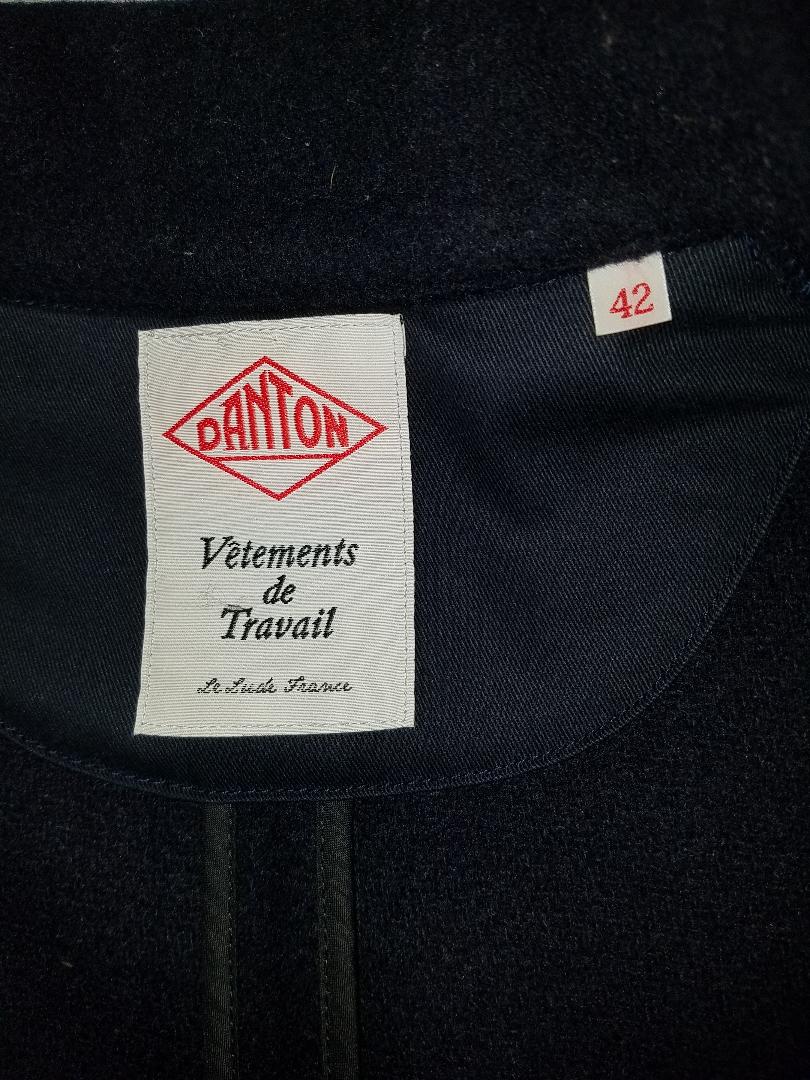 42
DANTON
Vêtements
de
Travail
Le Lude France